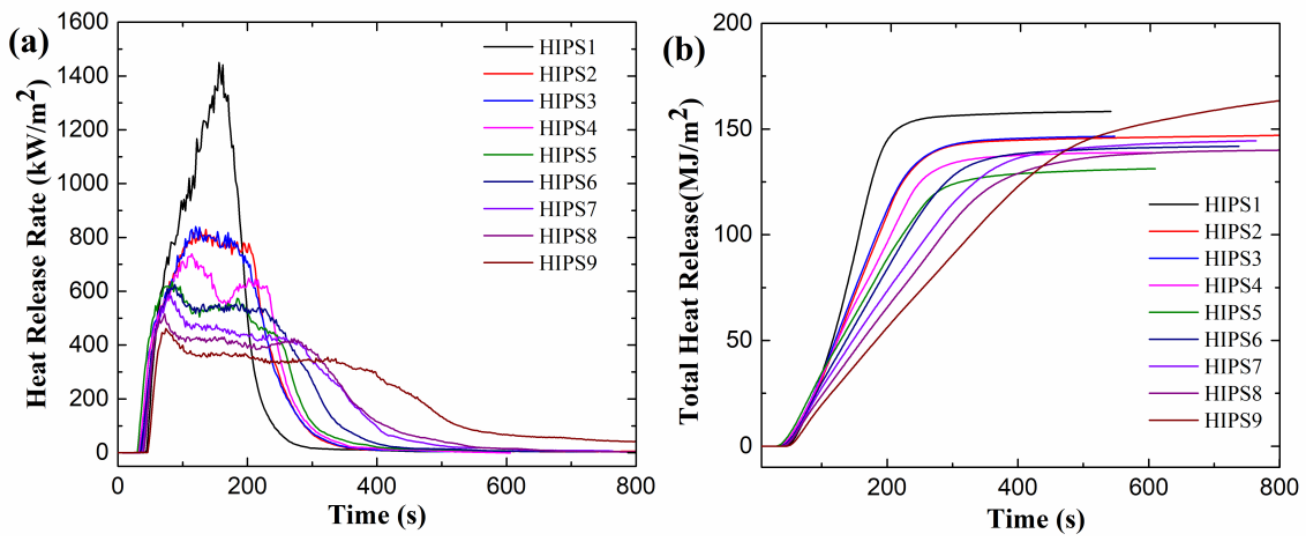 (a)
Heat Release Rate (kW/m²)
1600
1400
1200
1000
800
600
400
200
0
HIPS1
HIPS2
HIPS3
HIPS4
HIPS5
HIPS6
HIPS7
HIPS8
HIPS9
0 200 400 600 800
Time (s)
(b)
Total Heat Release(MJ/m²)
200
150
100
50
0
HIPS1
HIPS2
HIPS3
HIPS4
HIPS5
HIPS6
HIPS7
HIPS8
HIPS9
200 400 600 800
Time (s)